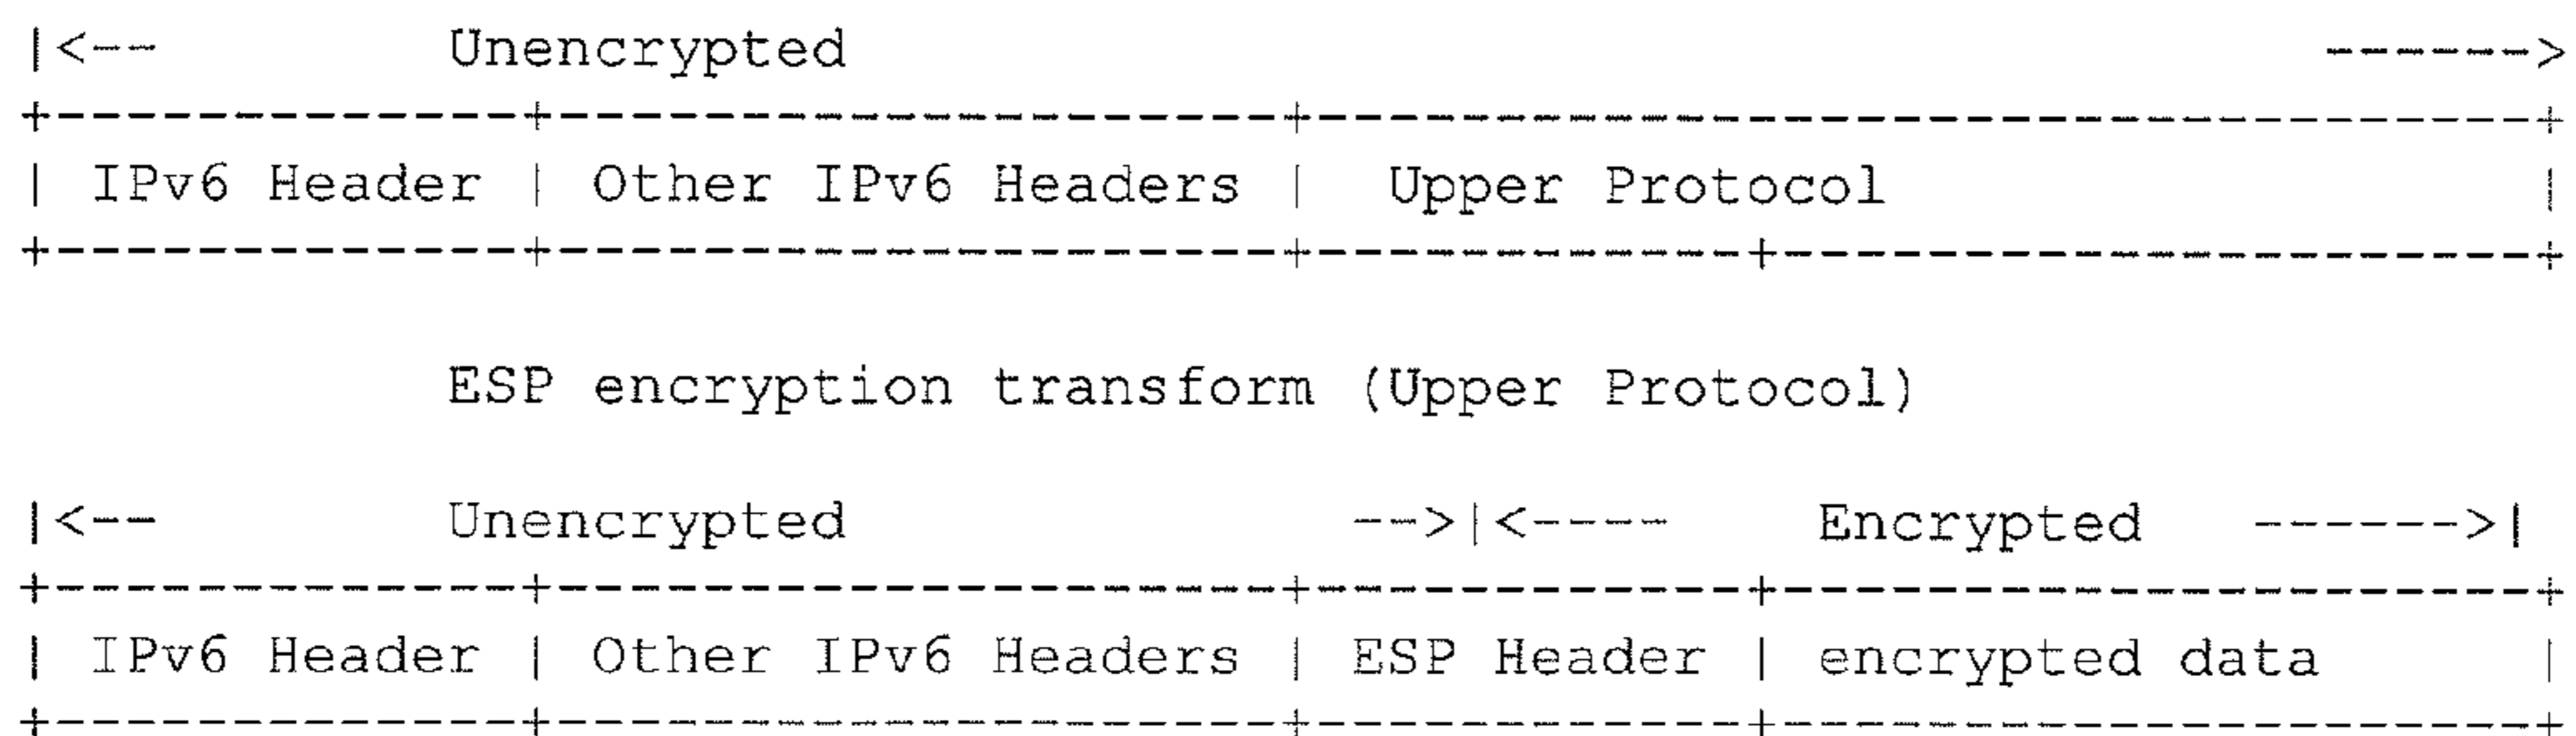 |<-- Unencrypted ------>
+--------------+---------------------+----------------------------------+
| IPv6 Header | Other IPv6 Headers | Upper Protocol |
+--------------+---------------------+------------+---------------------+
ESP encryption transform (Upper Protocol)
|<-- Unencrypted -->|<---- Encrypted ------>|
+--------------+---------------------+------------+---------------------+
| IPv6 Header | Other IPv6 Headers | ESP Header | encrypted data |
+--------------+---------------------+------------+---------------------+